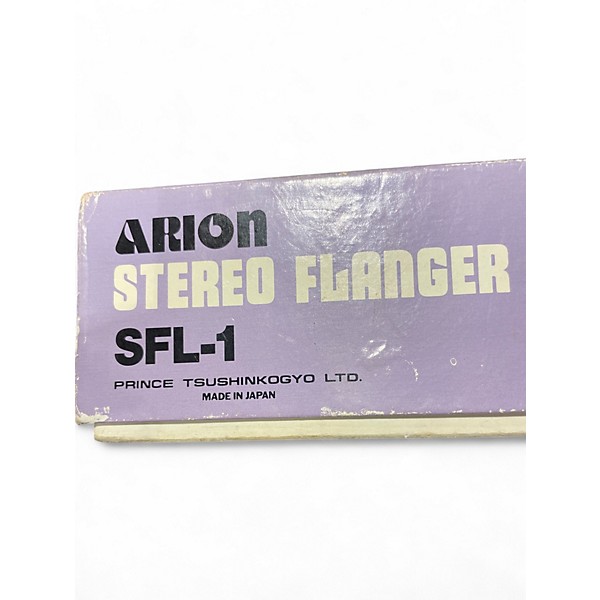 ARION
STEREO FLANGER
SFL-1
PRINCE TSUSHINKOGYO LTD.
MADE IN JAPAN